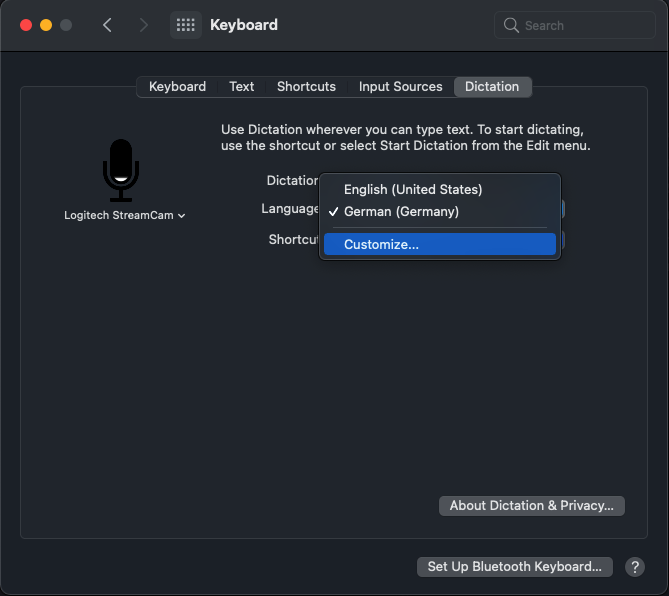 Keyboard
Search
Keyboard Text Shortcuts Input Sources Dictation
Use Dictation wherever you can type text. To start dictating,
use the shortcut or select Start Dictation from the Edit menu.
Logitech StreamCam
Dictation
Language
English (United States)
✓ German (Germany)
Customize...
About Dictation & Privacy...
Set Up Bluetooth Keyboard...
?